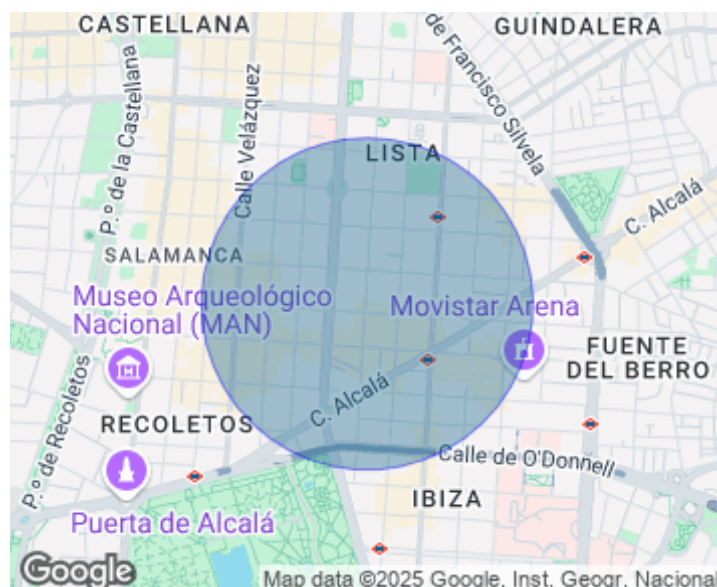 CASTELLANA
GUINDALERA
de Francisco Silvela
P.º de la Castellana
Calle Velázquez
LISTA
C. Alcalá
SALAMANCA
Museo Arqueológico
Nacional (MAN)
Movistar Arena
FUENTE
DEL BERRO
C. Alcalá
RECOLETOS
P.º de Recoletos
Calle de O'Donnell
IBIZA
Puerta de Alcalá
Google
Map data ©2025 Google, Inst. Geogr. Nacional